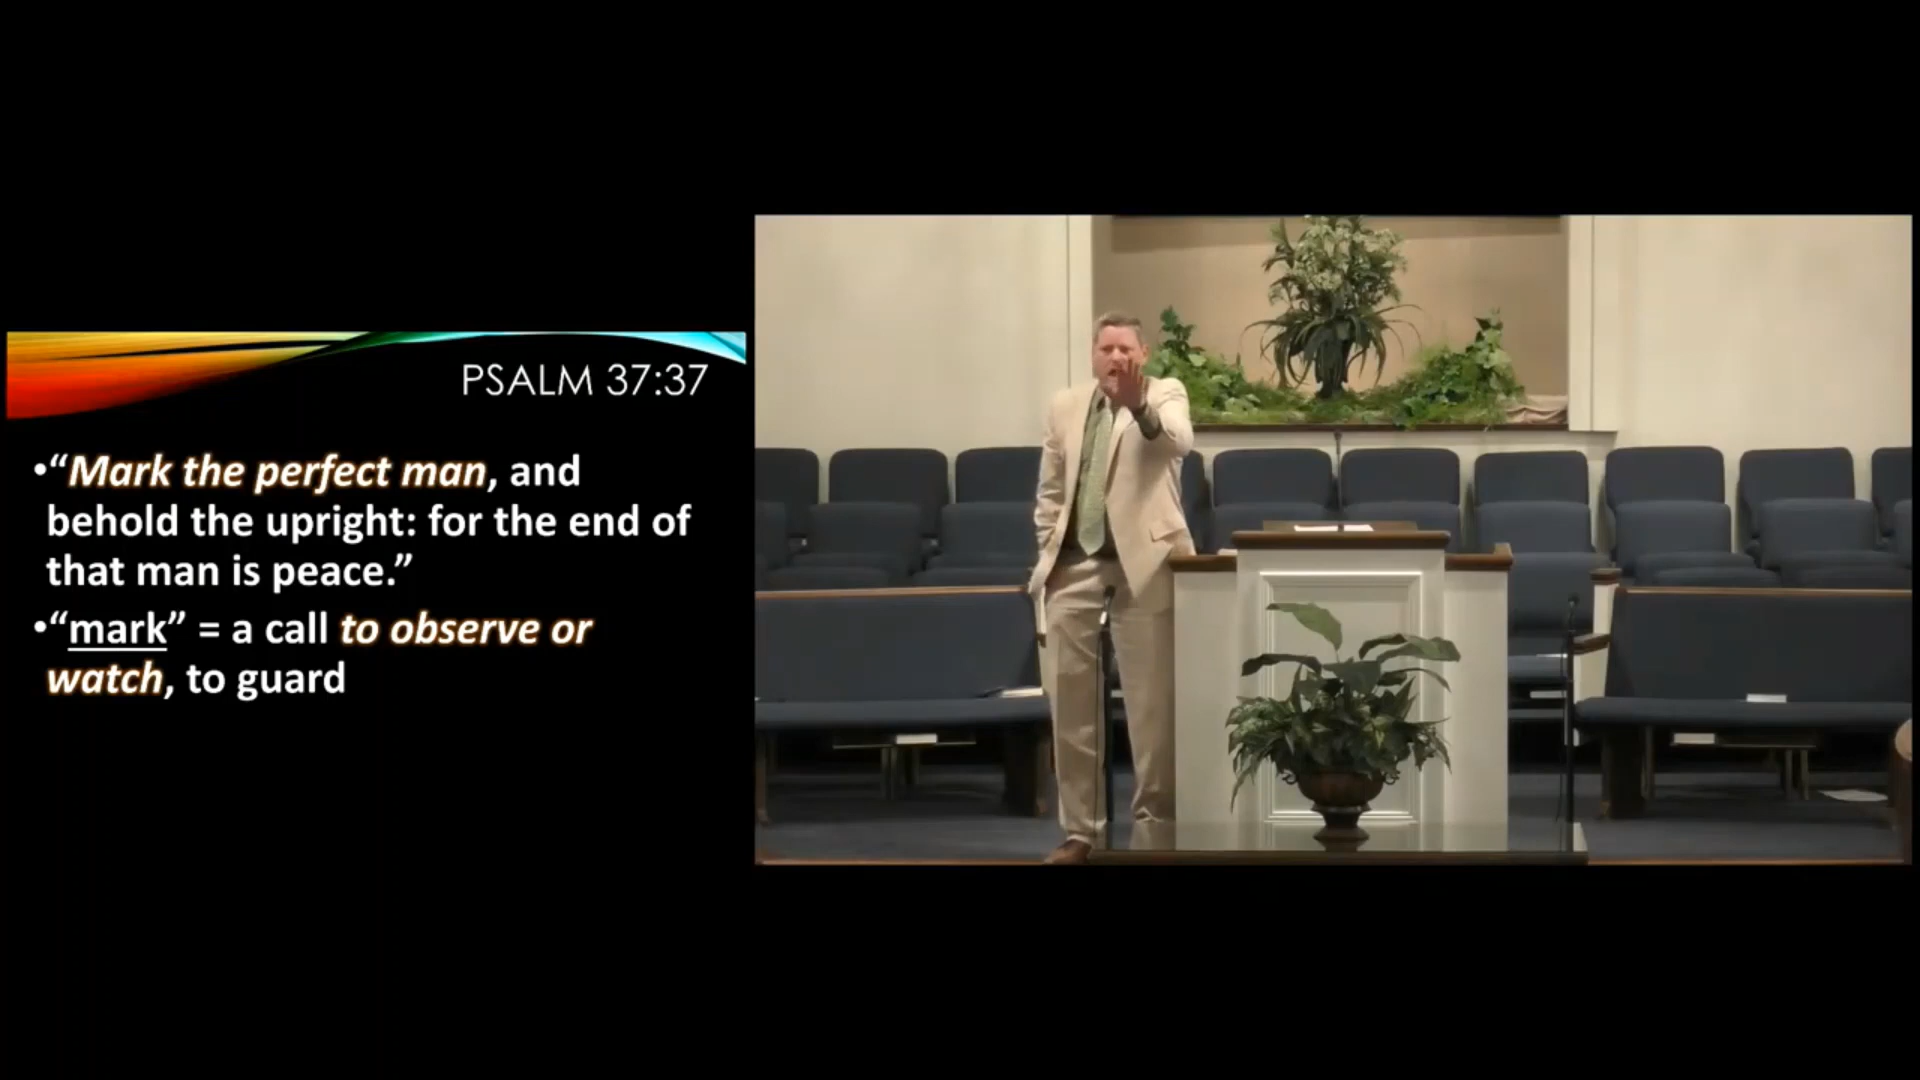 PSALM 37:37
•“Mark the perfect man, and
behold the upright: for the end of
that man is peace.”
•“mark” = a call to observe or
watch, to guard